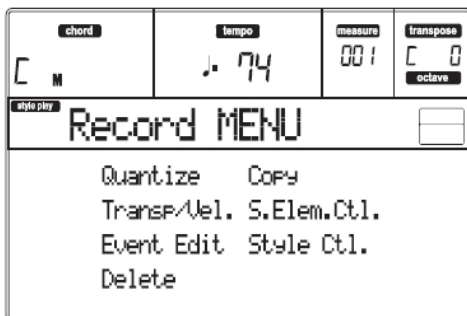 chord tempo measure transpose
C M ♩. 74 001 C 0
octave
style play
Record MENU
Quantize Copy
Transp/Vel. S.Elem.Ctl.
Event Edit Style Ctl.
Delete